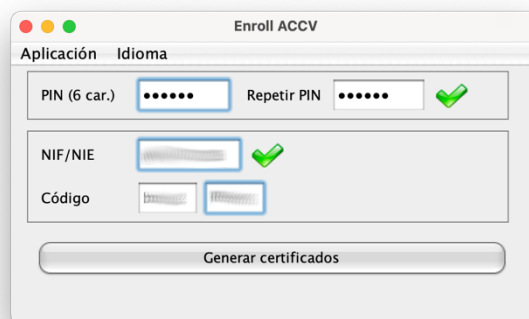 Enroll ACCV
Aplicación Idioma
PIN (6 car.) •••••• Repetir PIN ••••••
NIF/NIE
Código
Generar certificados